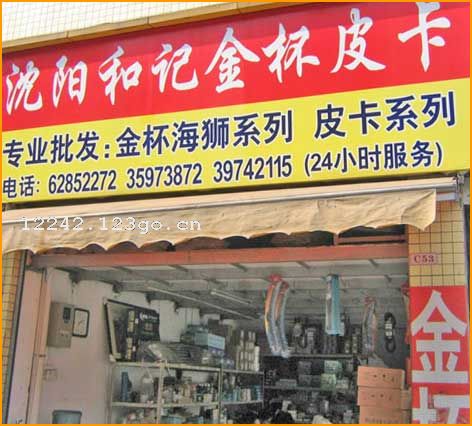 沈阳和记金杯皮卡
专业批发：金杯海狮系列 皮卡系列
电话：62852272 35973872 39742115 (24小时服务)
12242.123go.cn
C53
金杯